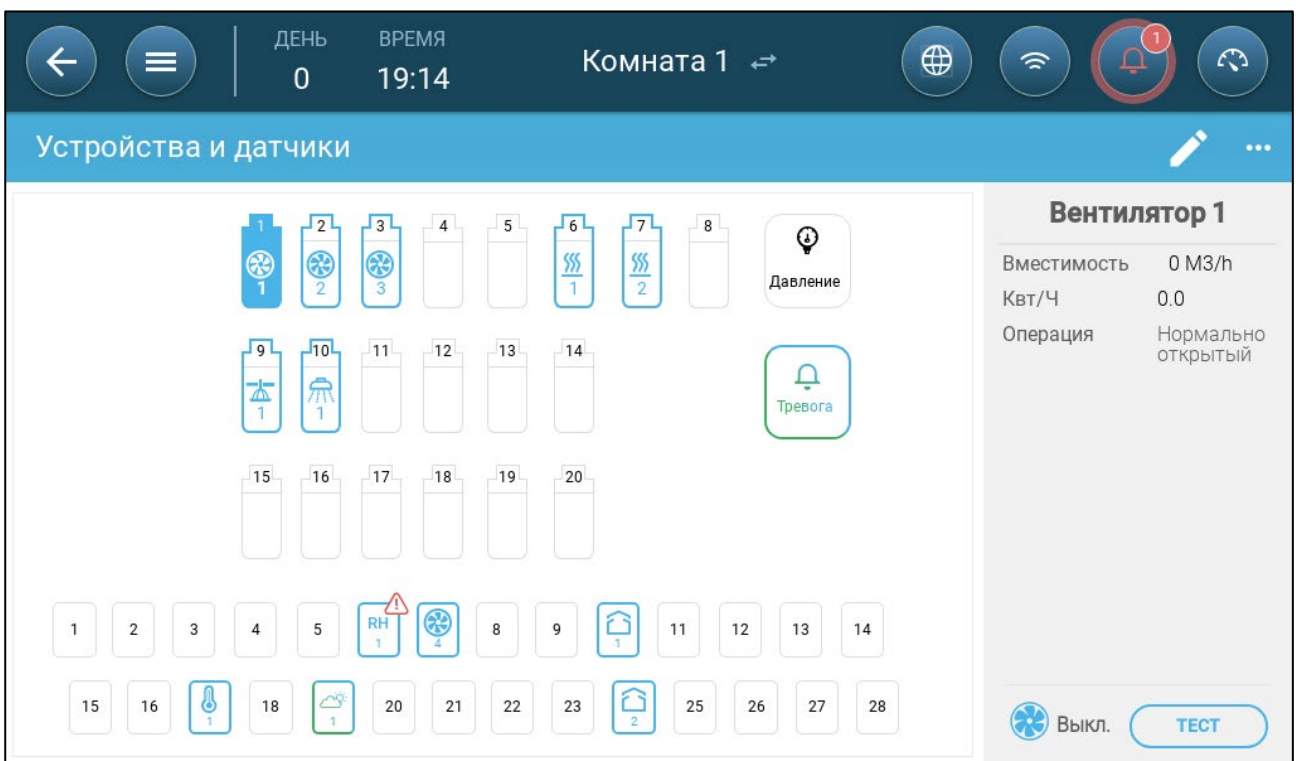 ДЕНЬ ВРЕМЯ
0 19:14 Комната 1 1
Устройства и датчики
Вентилятор 1
1 2 3 4 5 6 7 8
1 2 3 1 2 Давление
Вместимость 0 М3/h
Квт/Ч 0.0
Операция Нормально
открытый
9 10 11 12 13 14
1 1 Тревога
15 16 17 18 19 20
1 2 3 4 5 RH 8 9 11 12 13 14
1 4 1
15 16 18 20 21 22 23 25 26 27 28
1 1 2
Выкл. ТЕСТ